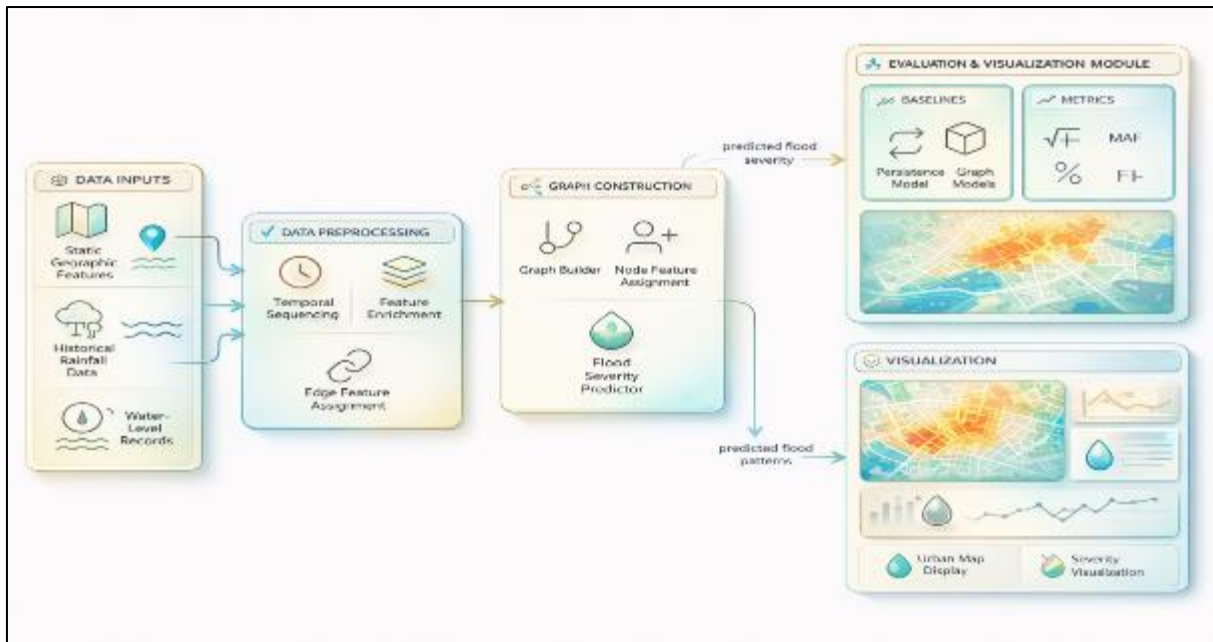 DATA INPUTS
Static
Geographic
Features
Historical
Rainfall
Data
Water-
Level
Records
DATA PREPROCESSING
Temporal
Sequencing
Feature
Enrichment
Edge Feature
Assignment
GRAPH CONSTRUCTION
Graph Builder
Node Feature
Assignment
Flood
Severity
Predictor
predicted flood
severity
predicted flood
patterns
EVALUATION & VISUALIZATION MODULE
BASELINES
Persistence
Model
Graph
Models
METRICS
MAF
%
VISUALIZATION
Urban Map
Display
Severity
Visualization